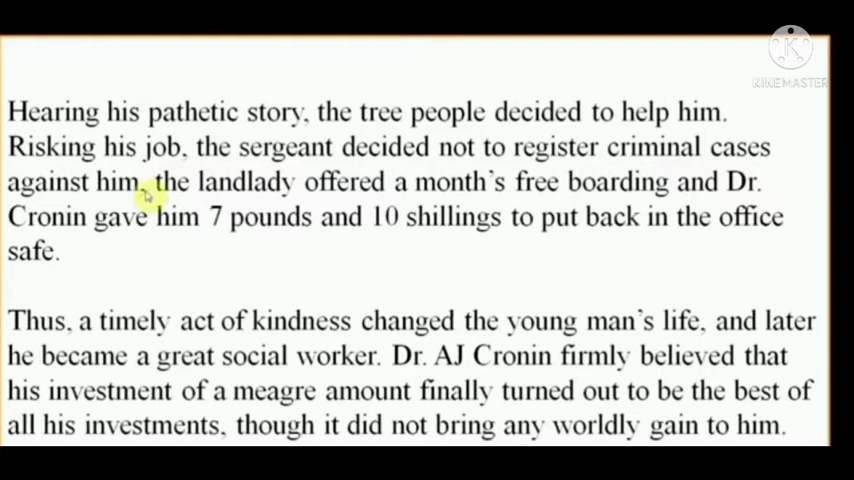 KINEMASTER
Hearing his pathetic story, the tree people decided to help him.
Risking his job, the sergeant decided not to register criminal cases
against him, the landlady offered a month's free boarding and Dr.
Cronin gave him 7 pounds and 10 shillings to put back in the office
safe.
Thus, a timely act of kindness changed the young man's life, and later
he became a great social worker. Dr. AJ Cronin firmly believed that
his investment of a meagre amount finally turned out to be the best of
all his investments, though it did not bring any worldly gain to him.